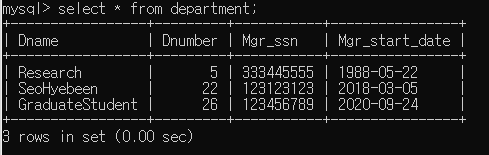 mysql> select * from department;
+-----------------+---------+-----------+----------------+
| Dname           | Dnumber | Mgr_ssn   | Mgr_start_date |
+-----------------+---------+-----------+----------------+
| Research        |       5 | 333445555 | 1988-05-22     |
| SeoHyebeen      |      22 | 123123123 | 2018-03-05     |
| GraduateStudent |      26 | 123456789 | 2020-09-24     |
+-----------------+---------+-----------+----------------+
3 rows in set (0.00 sec)